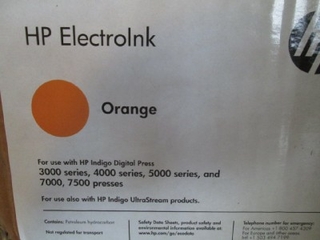 HP ElectroInk
Orange
For use with HP Indigo Digital Press
3000 series, 4000 series, 5000 series, and
7000, 7500 presses
For use also with HP Indigo UltraStream products.
Contains: Petroleum hydrocarbon
Not regulated for transport
Safety Data Sheets, product safety and
environmental information available at
www.hp.com/go/msds
Telephone number for emergency: